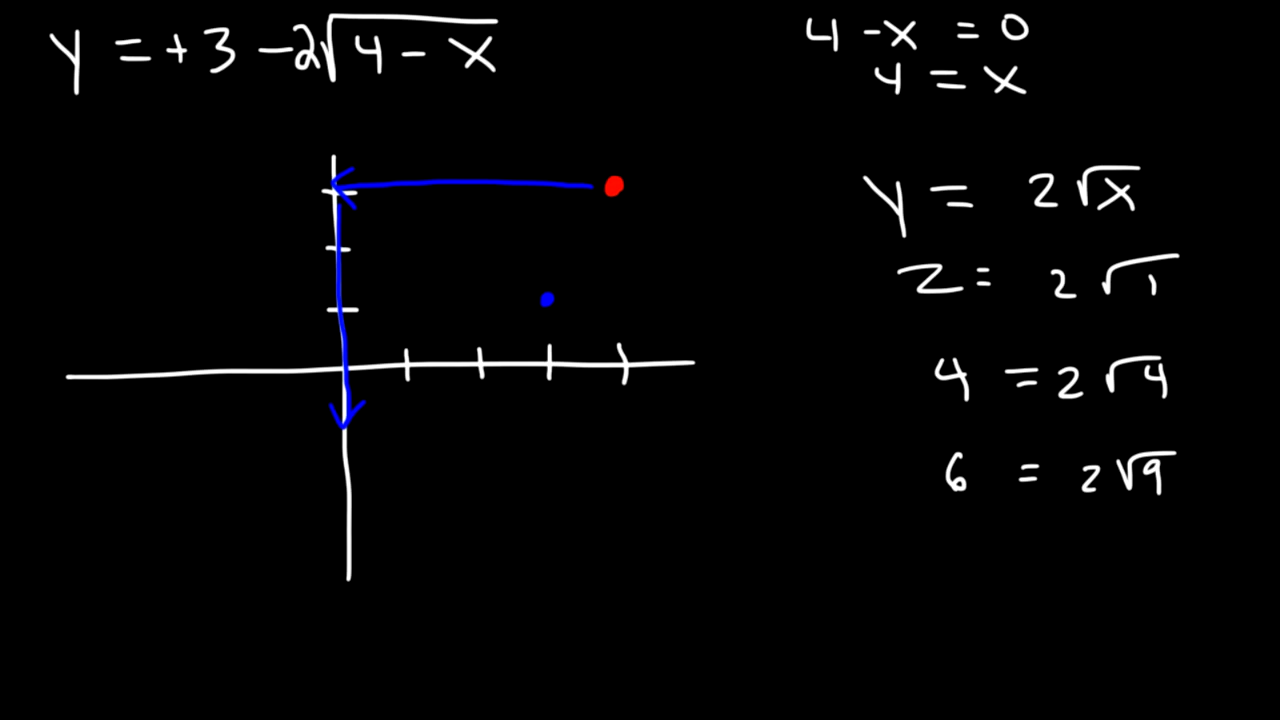 y = +3 -2√4 - x
4 - x = 0
4 = x
y = 2√x
2 = 2√1
4 = 2√4
6 = 2√9